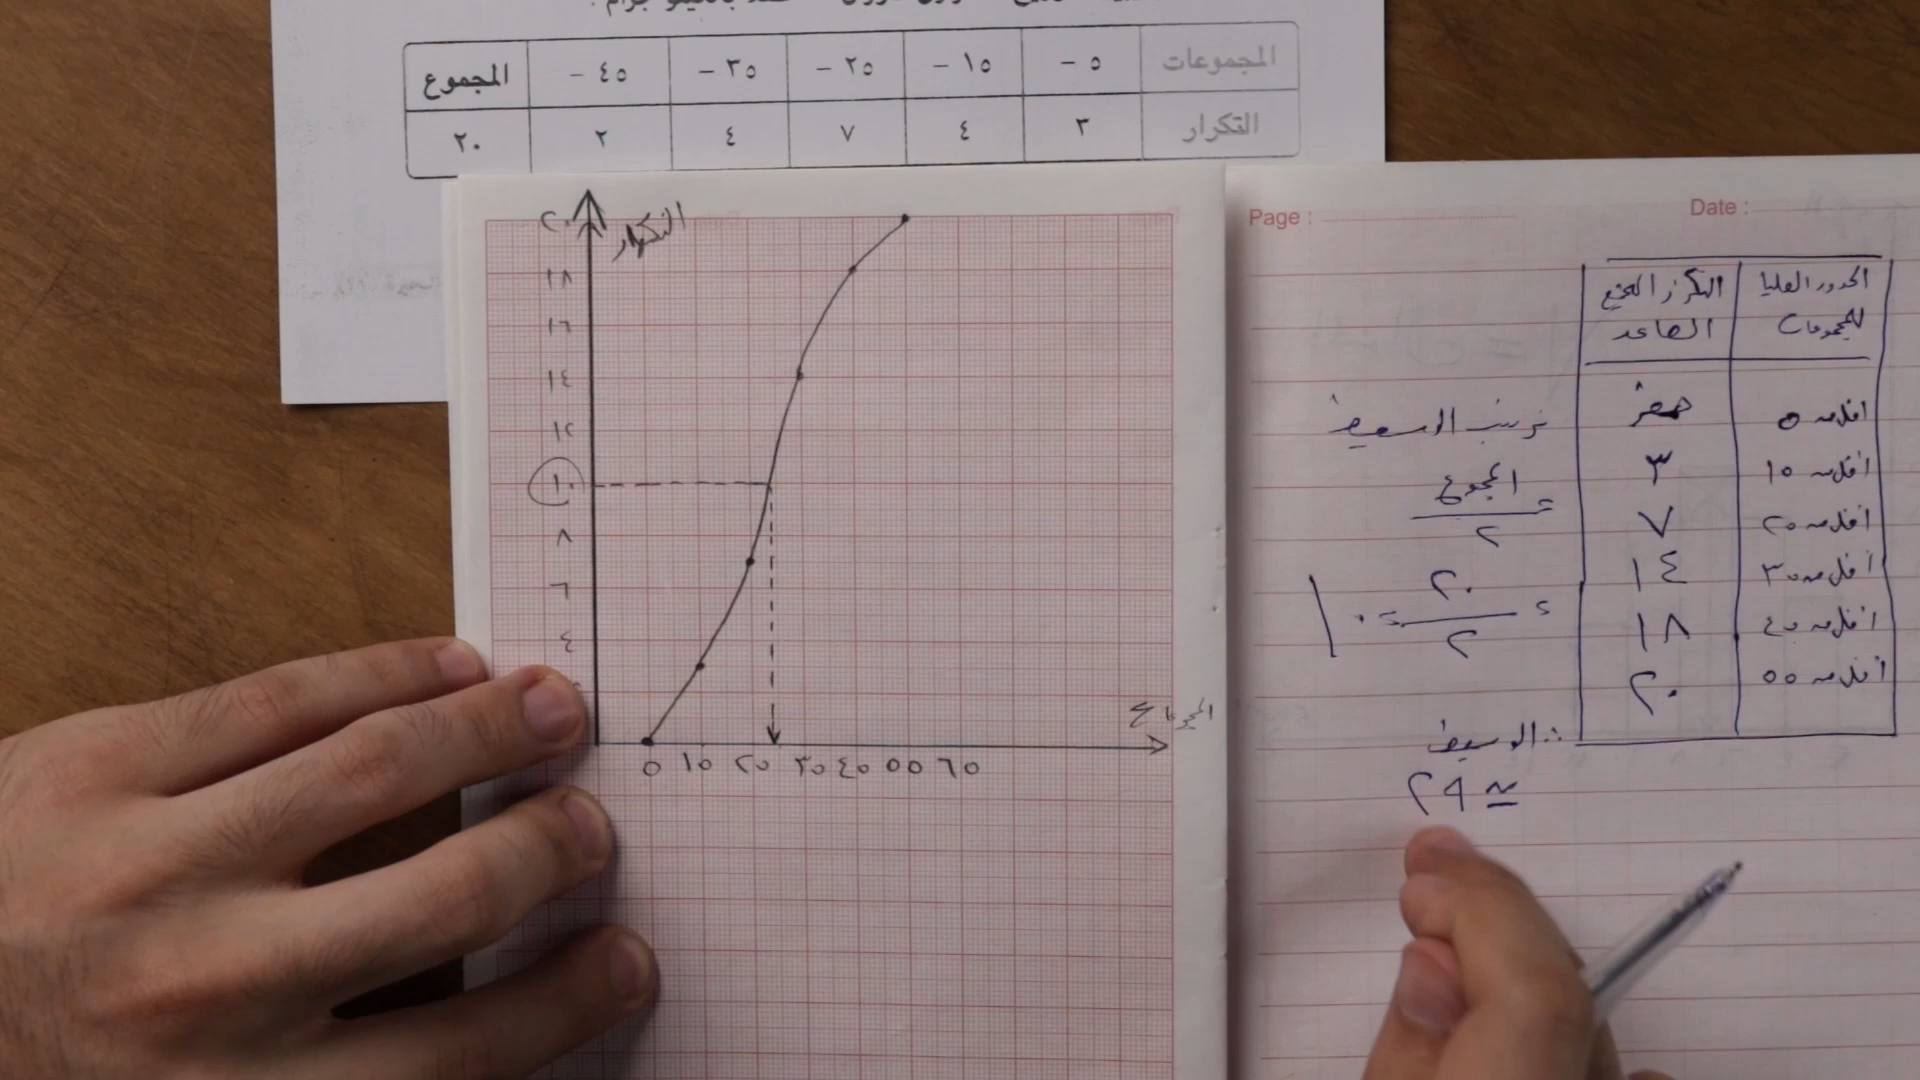 المجموعات ٥ - ١٥ - ٢٥ - ٣٥ - ٤٥ - المجموع
التكرار ٣ ٤ ٧ ٤ ٢ ٢٠
Page :
Date :
الحدود العليا للمجموعات
التكرار المتجمع الصاعد
أقل من ٥ صفر
أقل من ١٥ ٣
أقل من ٢٥ ٧
أقل من ٣٥ ١٤
أقل من ٤٥ ١٨
أقل من ٥٥ ٢٠
ترتيب الوسيط
= المجموع / ٢
= ٢٠ / ٢ = ١٠
∴ الوسيط
≃ ٢٩
التكرار
٢٠
١٨
١٦
١٤
١٢
١٠
٨
٦
٤
٥ ١٥ ٢٥ ٣٥ ٤٥ ٥٥ ٦٥